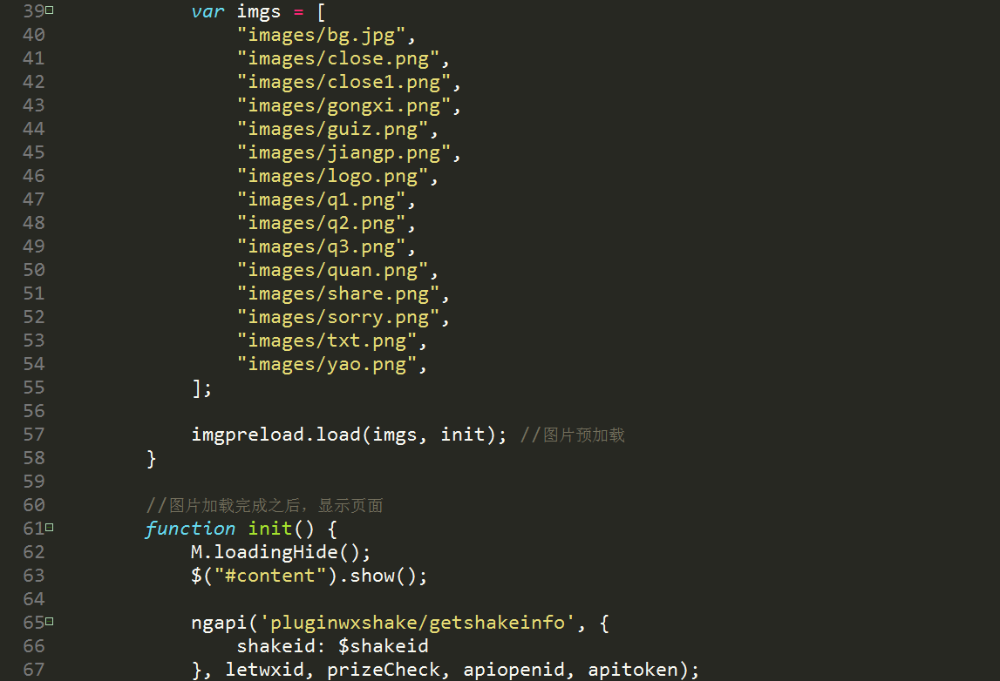 39 var imgs = [
40 "images/bg.jpg",
41 "images/close.png",
42 "images/close1.png",
43 "images/gongxi.png",
44 "images/guiz.png",
45 "images/jiangp.png",
46 "images/logo.png",
47 "images/q1.png",
48 "images/q2.png",
49 "images/q3.png",
50 "images/quan.png",
51 "images/share.png",
52 "images/sorry.png",
53 "images/txt.png",
54 "images/yao.png",
55 ];
56
57 imgpreload.load(imgs, init); //图片预加载
58 }
59
60 //图片加载完成之后，显示页面
61 function init() {
62 M.loadingHide();
63 $("#content").show();
64
65 ngapi('pluginwxshake/getshakeinfo', {
66 shakeid: $shakeid
67 }, letwxid, prizeCheck, apiopenid, apitoken);